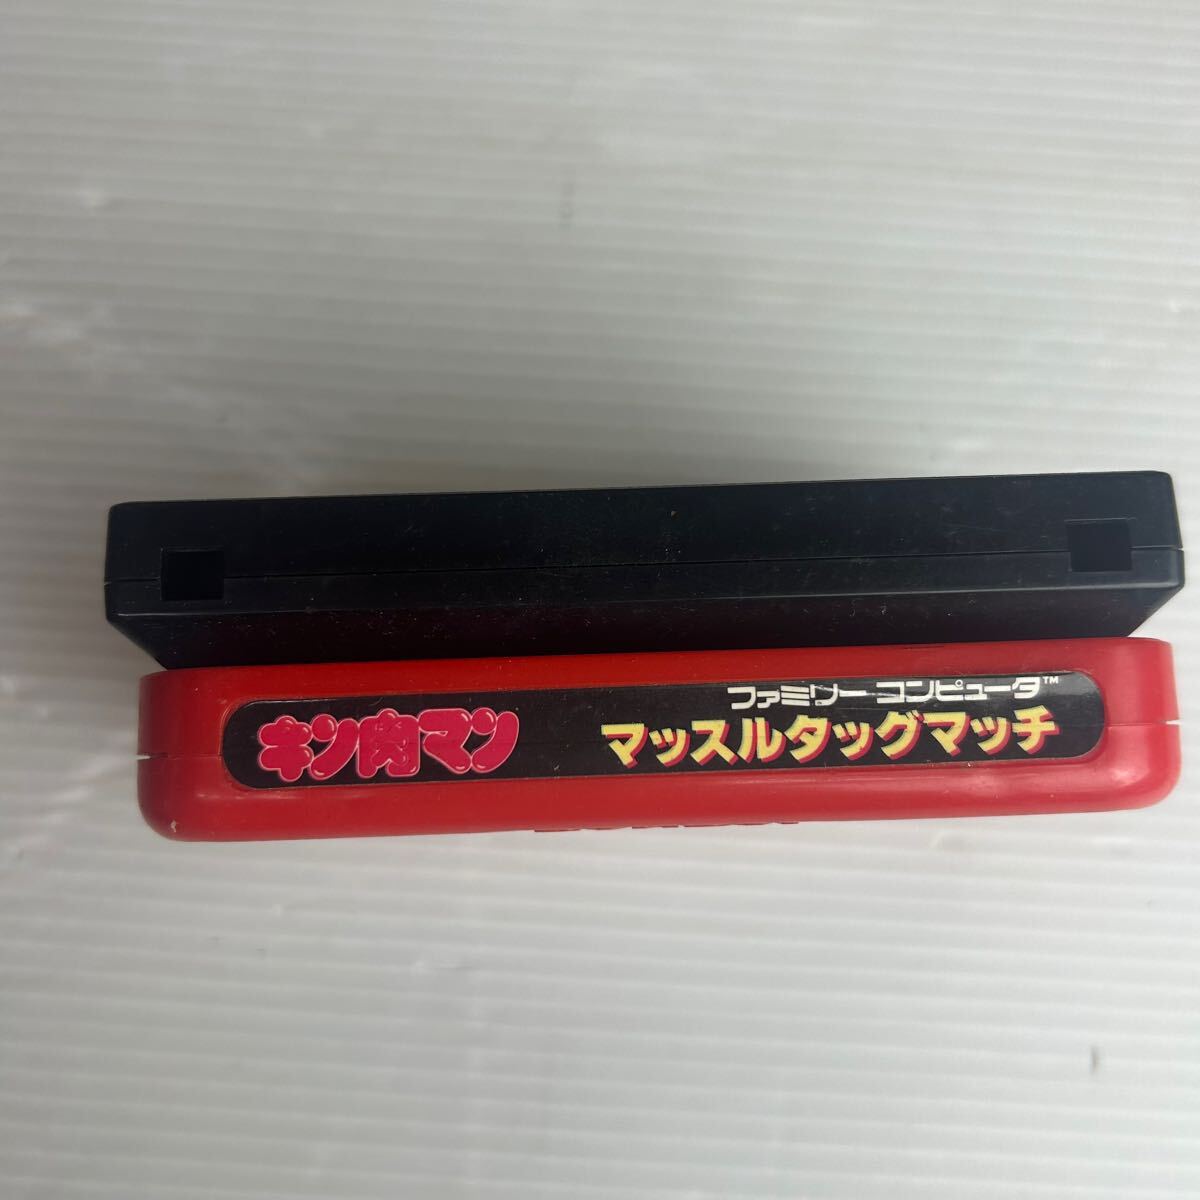 キン肉マン
ファミリー コンピュータ™
マッスルタッグマッチ